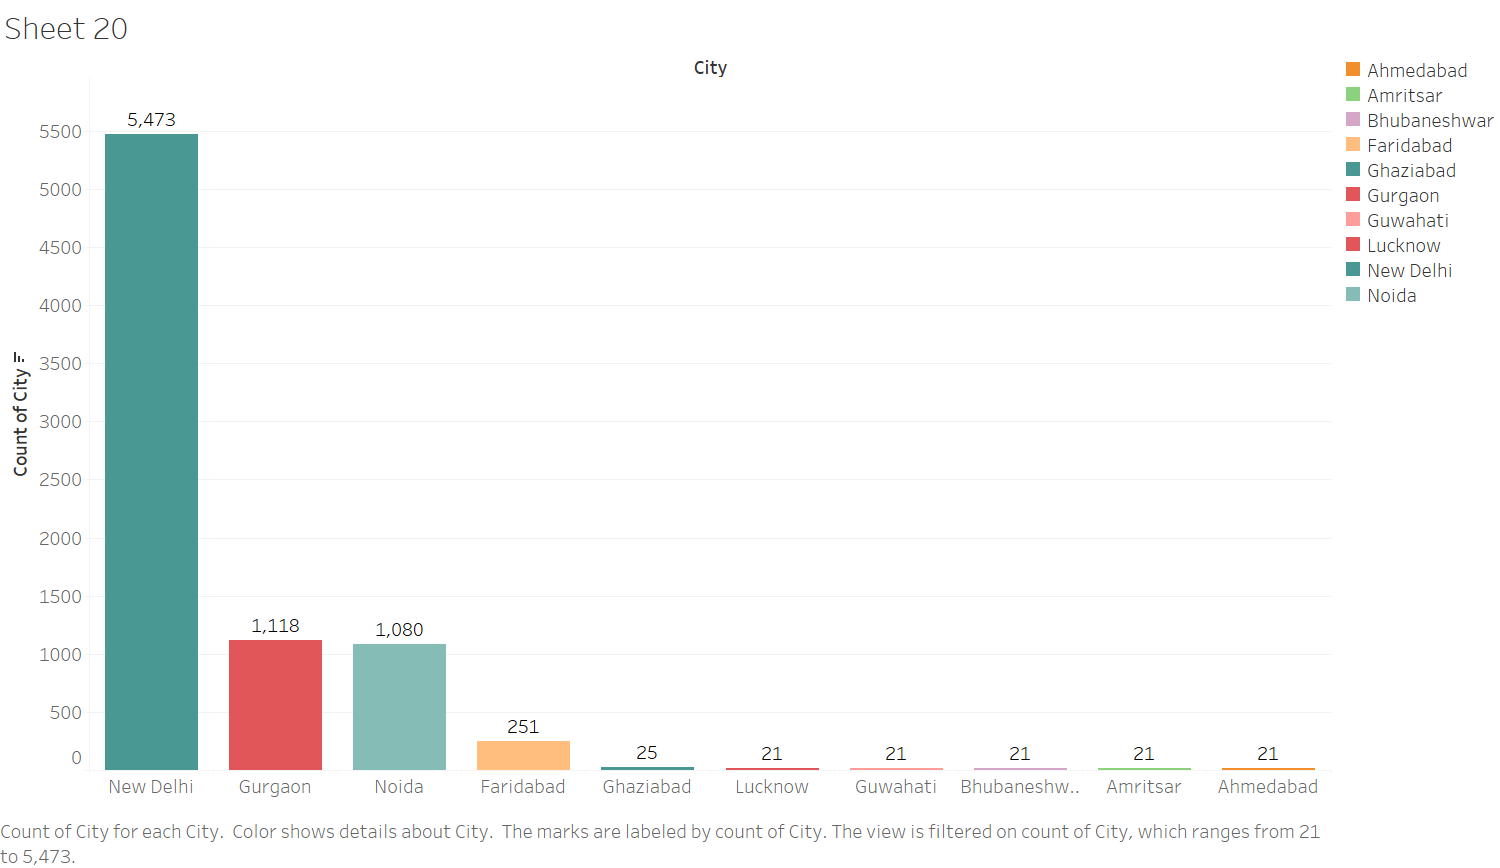 Sheet 20
City
Count of City
5500
5000
4500
4000
3500
3000
2500
2000
1500
1000
500
0
5,473
1,118
1,080
251
25
21
21
21
21
21
New Delhi
Gurgaon
Noida
Faridabad
Ghaziabad
Lucknow
Guwahati
Bhubaneshw..
Amritsar
Ahmedabad
Ahmedabad
Amritsar
Bhubaneshwar
Faridabad
Ghaziabad
Gurgaon
Guwahati
Lucknow
New Delhi
Noida
Count of City for each City.  Color shows details about City.  The marks are labeled by count of City. The view is filtered on count of City, which ranges from 21
to 5,473.